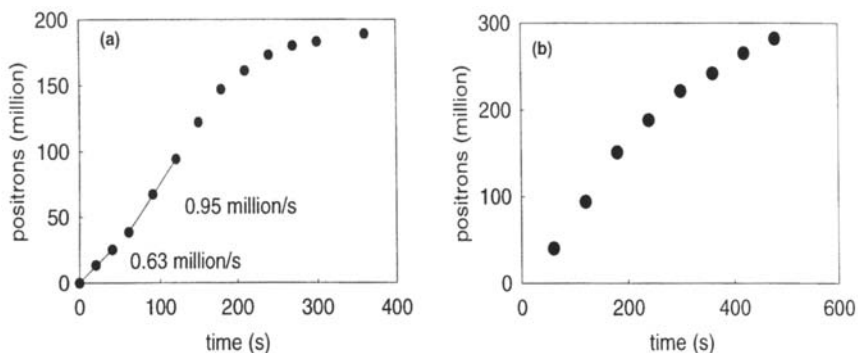 (a)
positrons (million)
200
150
100
50
0
0.95 million/s
0.63 million/s
0 100 200 300 400
time (s)
(b)
positrons (million)
300
200
100
0
0 200 400 600
time (s)